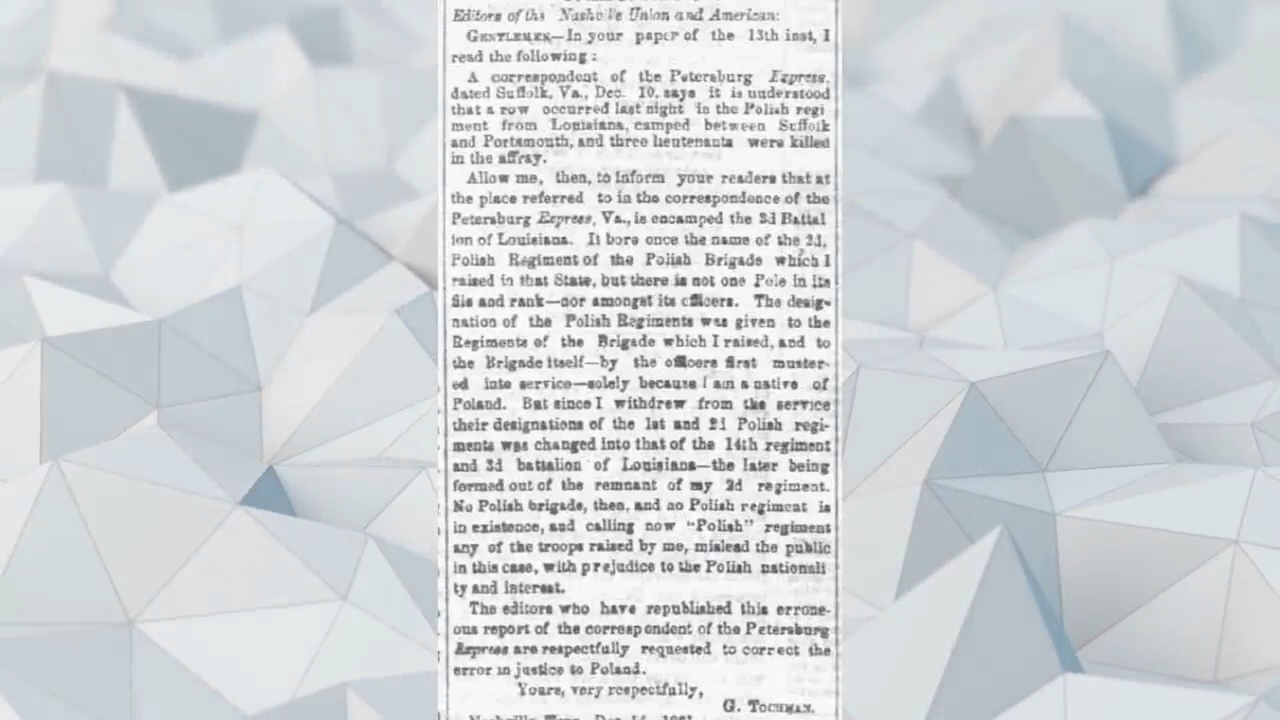 Editors of the Nashville Union and American:
GENTLEMEN—In your paper of the 13th inst, I
read the following:
A correspondent of the Petersburg Express,
dated Suffolk, Va., Dec. 10, says it is understood
that a row occurred last night in the Polish regi
ment from Louisiana, camped between Suffolk
and Portsmouth, and three lieutenants were killed
in the affray.
Allow me, then, to inform your readers that at
the place referred to in the correspondence of the
Petersburg Express, Va., is encamped the 3d Battal
ion of Louisiana. It bore once the name of the 2d,
Polish Regiment of the Polish Brigade which I
raised in that State, but there is not one Pole in its
file and rank—nor amongst its officers. The desig-
nation of the Polish Regiments was given to the
Regiments of the Brigade which I raised, and to
the Brigade itself—by the officers first muster-
ed into service—solely because I am a native of
Poland. But since I withdrew from the service
their designations of the 1st and 2d Polish regi-
ments was changed into that of the 14th regiment
and 3d battalion of Louisiana—the later being
formed out of the remnant of my 2d regiment.
No Polish brigade, then, and no Polish regiment is
in existence, and calling now "Polish" regiment
any of the troops raised by me, mislead the public
in this case, with prejudice to the Polish nationali
ty and interest.
The editors who have republished this errone-
ous report of the correspondent of the Petersburg
Express are respectfully requested to correct the
error in justice to Poland.
Yours, very respectfully,
G. TOCHMAN.